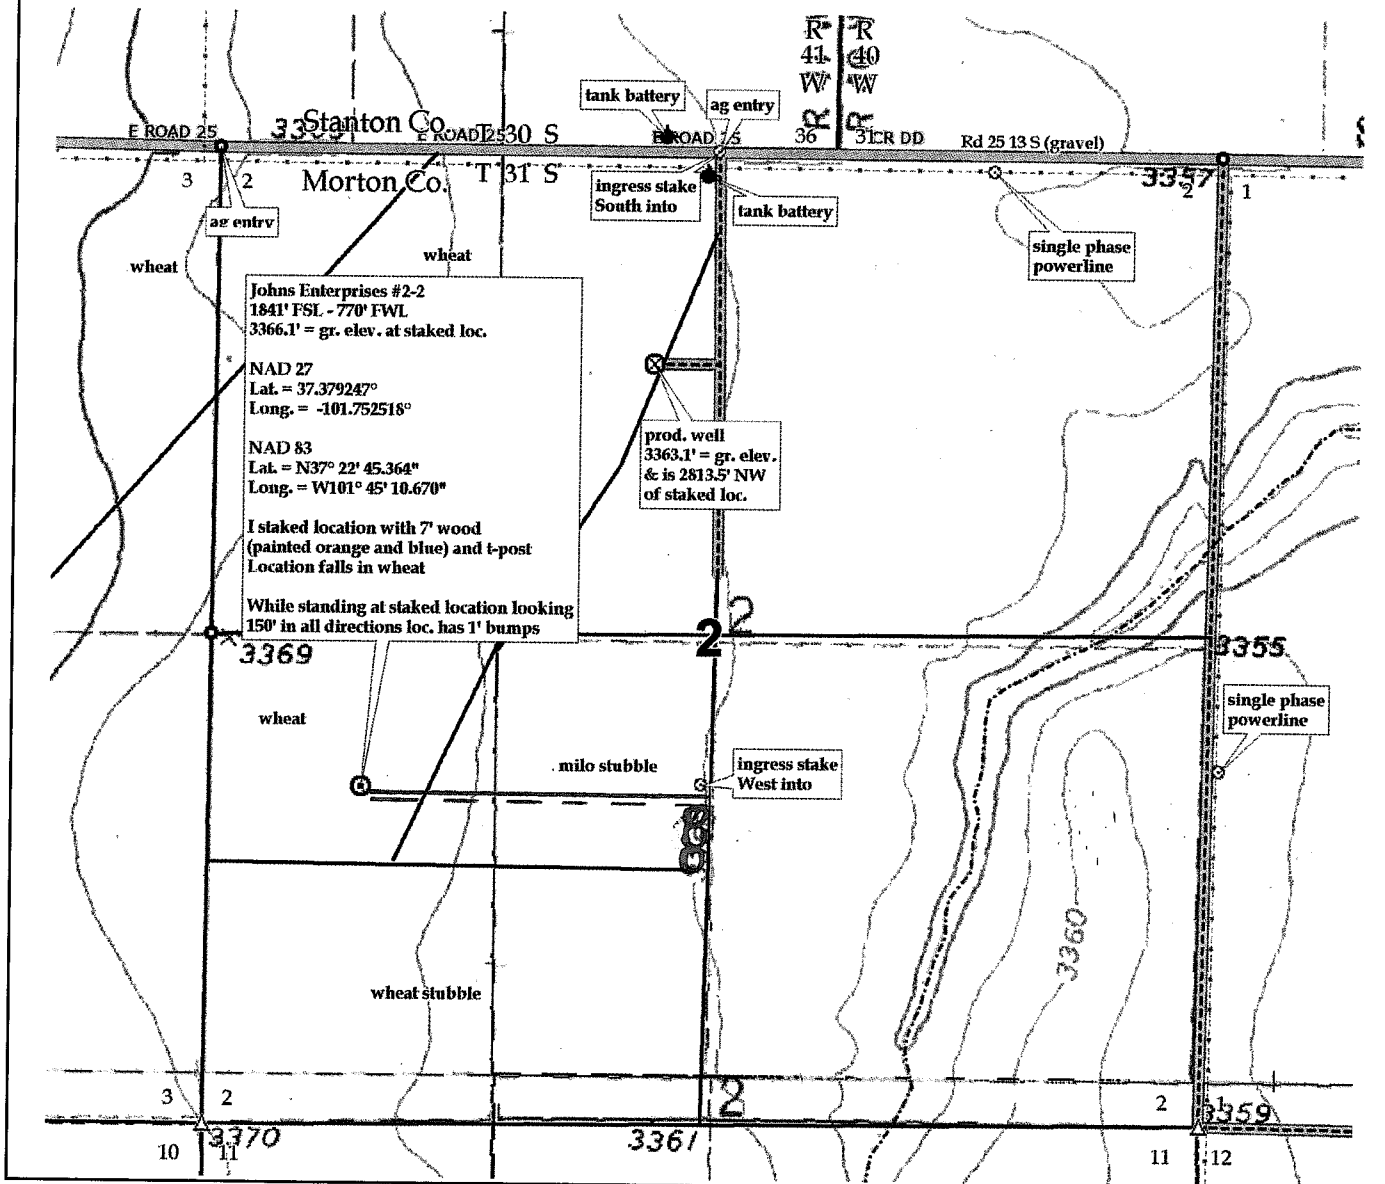 R R
41 40
W W
R R
tank battery
ag entry
Stanton Co.
E ROAD 25
E ROAD 25
T 30 S
36
31
CR DD
Rd 25 13 S (gravel)
3 2
Morton Co.
T 31 S
ingress stake
South into
tank battery
3357
2 1
ag entry
wheat
wheat
single phase
powerline
Johns Enterprises #2-2
1841' FSL - 770' FWL
3366.1' = gr. elev. at staked loc.
NAD 27
Lat. = 37.379247°
Long. = -101.752518°
NAD 83
Lat. = N37° 22' 45.364"
Long. = W101° 45' 10.670"
I staked location with 7' wood
(painted orange and blue) and t-post
Location falls in wheat
While standing at staked location looking
150' in all directions loc. has 1' bumps
prod. well
3363.1' = gr. elev.
& is 2813.5' NW
of staked loc.
2
2
3369
3355
wheat
single phase
powerline
milo stubble
ingress stake
West into
3360
wheat stubble
3 2
2
2 1
3359
3370
3361
10 11
11 12